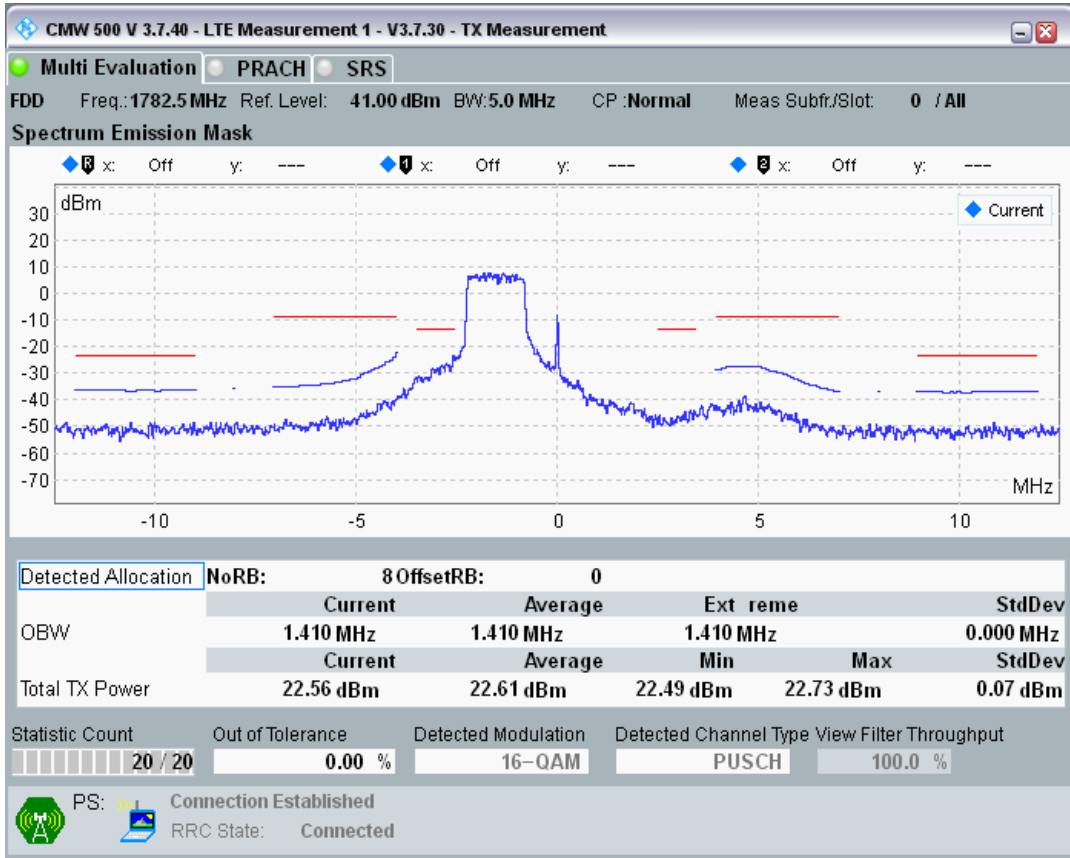 CMW 500 V 3.7.40 - LTE Measurement 1 - V3.7.30 - TX Measurement
Multi Evaluation PRACH SRS
FDD Freq.: 1782.5 MHz Ref. Level: 41.00 dBm BW: 5.0 MHz CP : Normal Meas Subfr./Slot: 0 / All
Spectrum Emission Mask
R x: Off y: --- 1 x: Off y: --- 2 x: Off y: ---
dBm
Current
30
20
10
0
-10
-20
-30
-40
-50
-60
-70
MHz
-10 -5 0 5 10
Detected Allocation NoRB: 8 OffsetRB: 0
Current Average Ext reme StdDev
OBW 1.410 MHz 1.410 MHz 1.410 MHz 0.000 MHz
Current Average Min Max StdDev
Total TX Power 22.56 dBm 22.61 dBm 22.49 dBm 22.73 dBm 0.07 dBm
Statistic Count Out of Tolerance Detected Modulation Detected Channel Type View Filter Throughput
20 / 20 0.00 % 16-QAM PUSCH 100.0 %
PS: Connection Established
RRC State: Connected